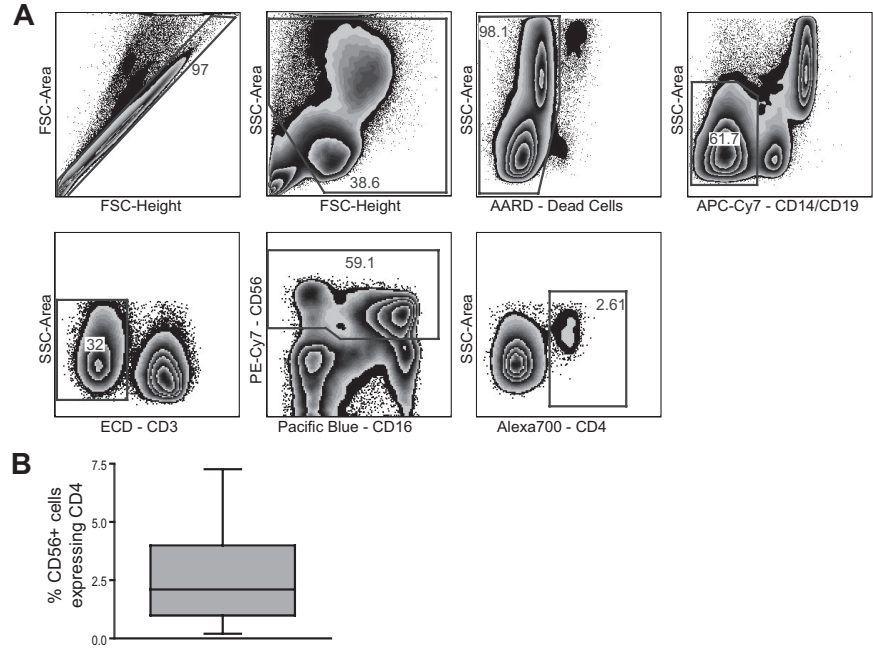 A
FSC-Area
97
FSC-Height
SSC-Area
38.6
FSC-Height
SSC-Area
98.1
AARD - Dead Cells
SSC-Area
61.7
APC-Cy7 - CD14/CD19
SSC-Area
32
ECD - CD3
PE-Cy7 - CD56
59.1
Pacific Blue - CD16
SSC-Area
2.61
Alexa700 - CD4
B
% CD56+ cells
expressing CD4
7.5
5.0
2.5
0.0